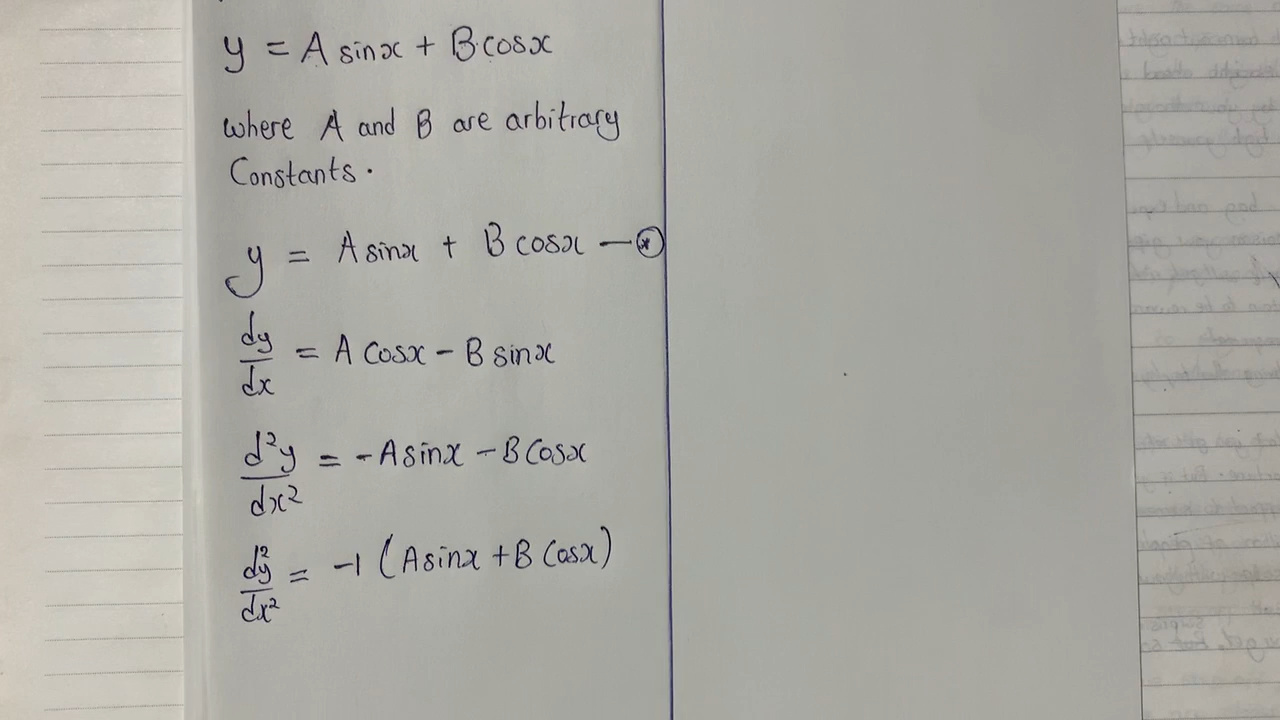 y = A sinx + B cosx
where A and B are arbitrary
Constants.
y = A sinx + B cosx — ⊛
dy/dx = A cosx - B sinx
d²y/dx² = -A sinx - B cosx
d²y/dx² = -1 (A sinx + B cosx)